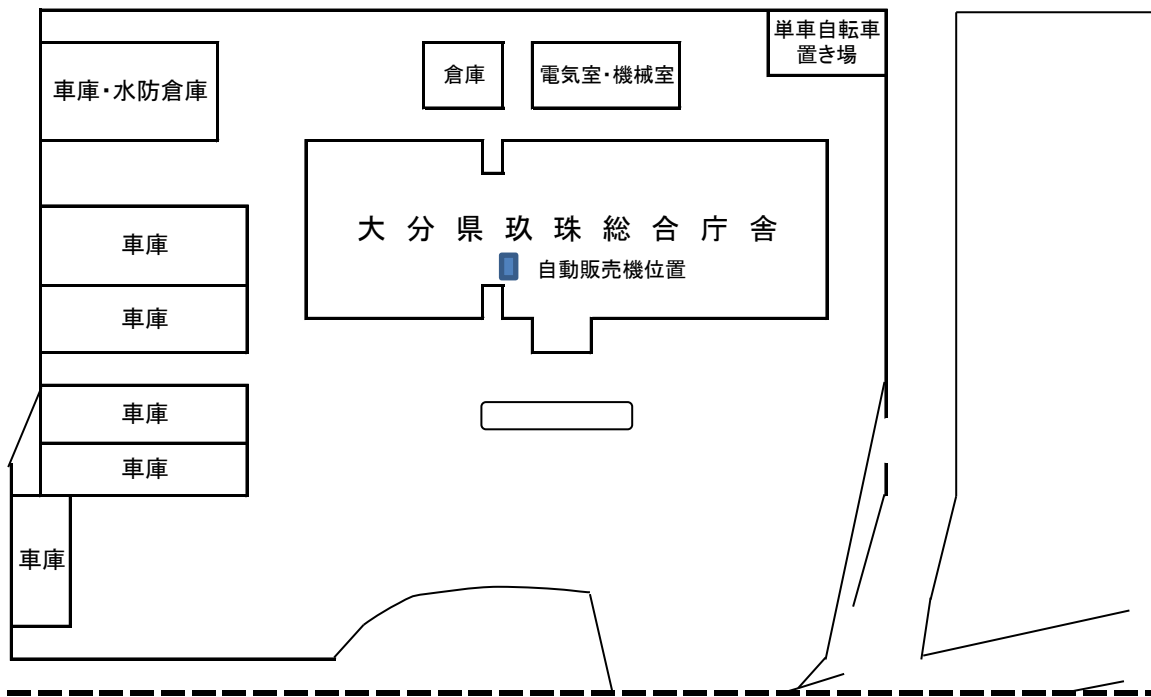 単車自転車
置き場
車庫・水防倉庫
倉庫
電気室・機械室
大分県玖珠総合庁舎
自動販売機位置
車庫
車庫
車庫
車庫
車庫